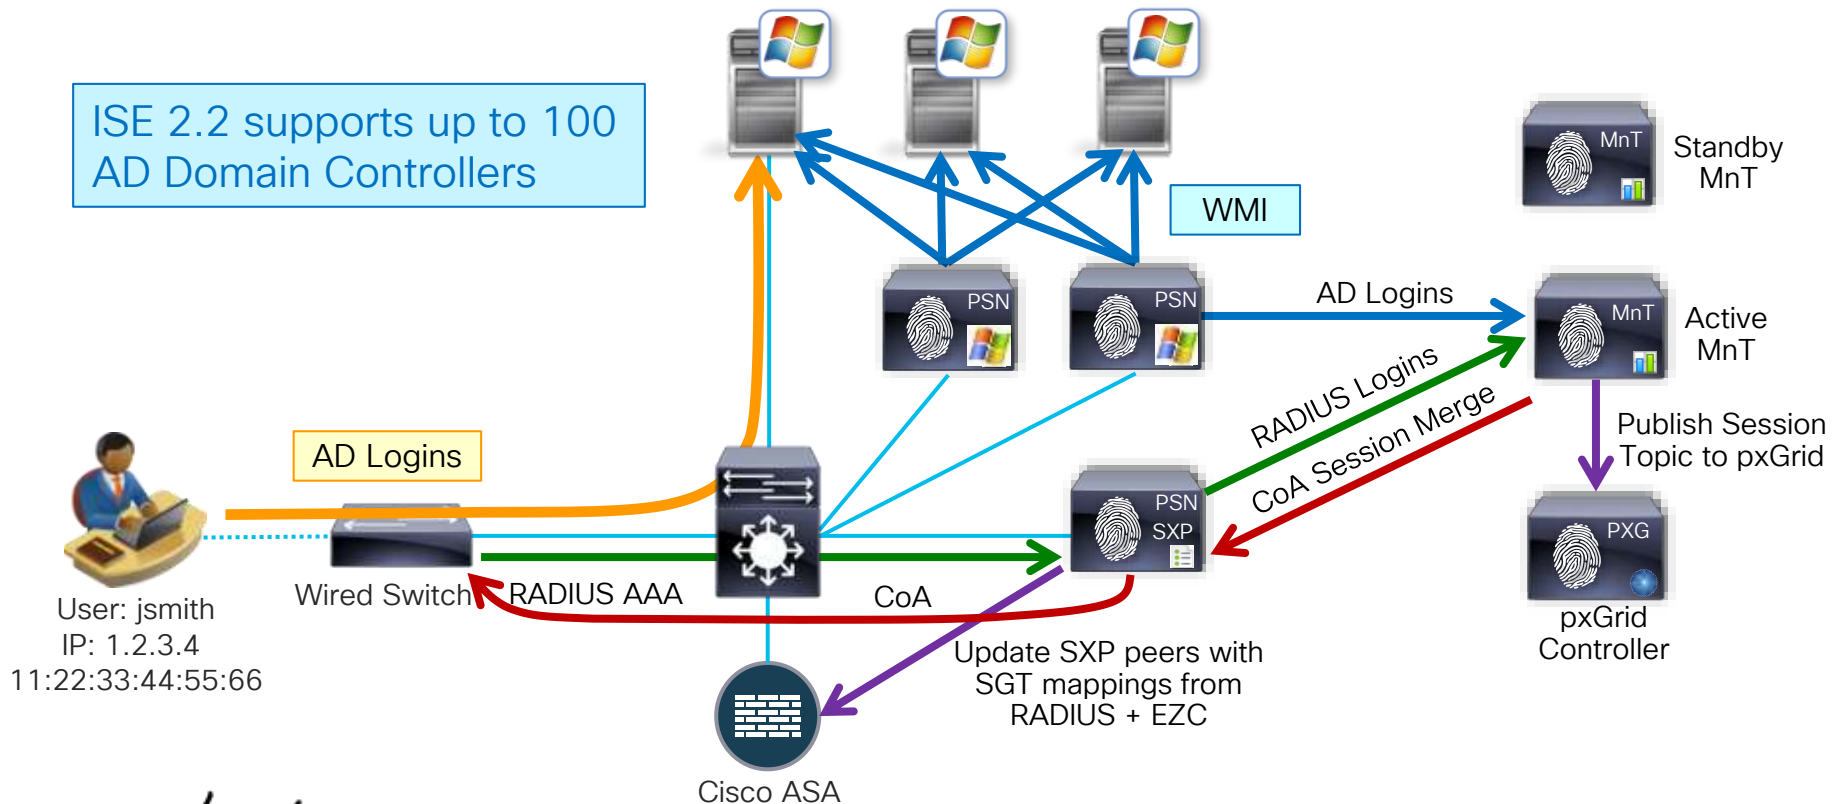 ISE 2.2 supports up to 100
AD Domain Controllers
MnT
Standby
MnT
WMI
PSN
PSN
AD Logins
MnT
Active
MnT
RADIUS Logins
CoA Session Merge
Publish Session
Topic to pxGrid
AD Logins
PSN
SXP
PXG
pxGrid
Controller
User: jsmith
IP: 1.2.3.4
11:22:33:44:55:66
Wired Switch
RADIUS AAA
CoA
Update SXP peers with
SGT mappings from
RADIUS + EZC
Cisco ASA